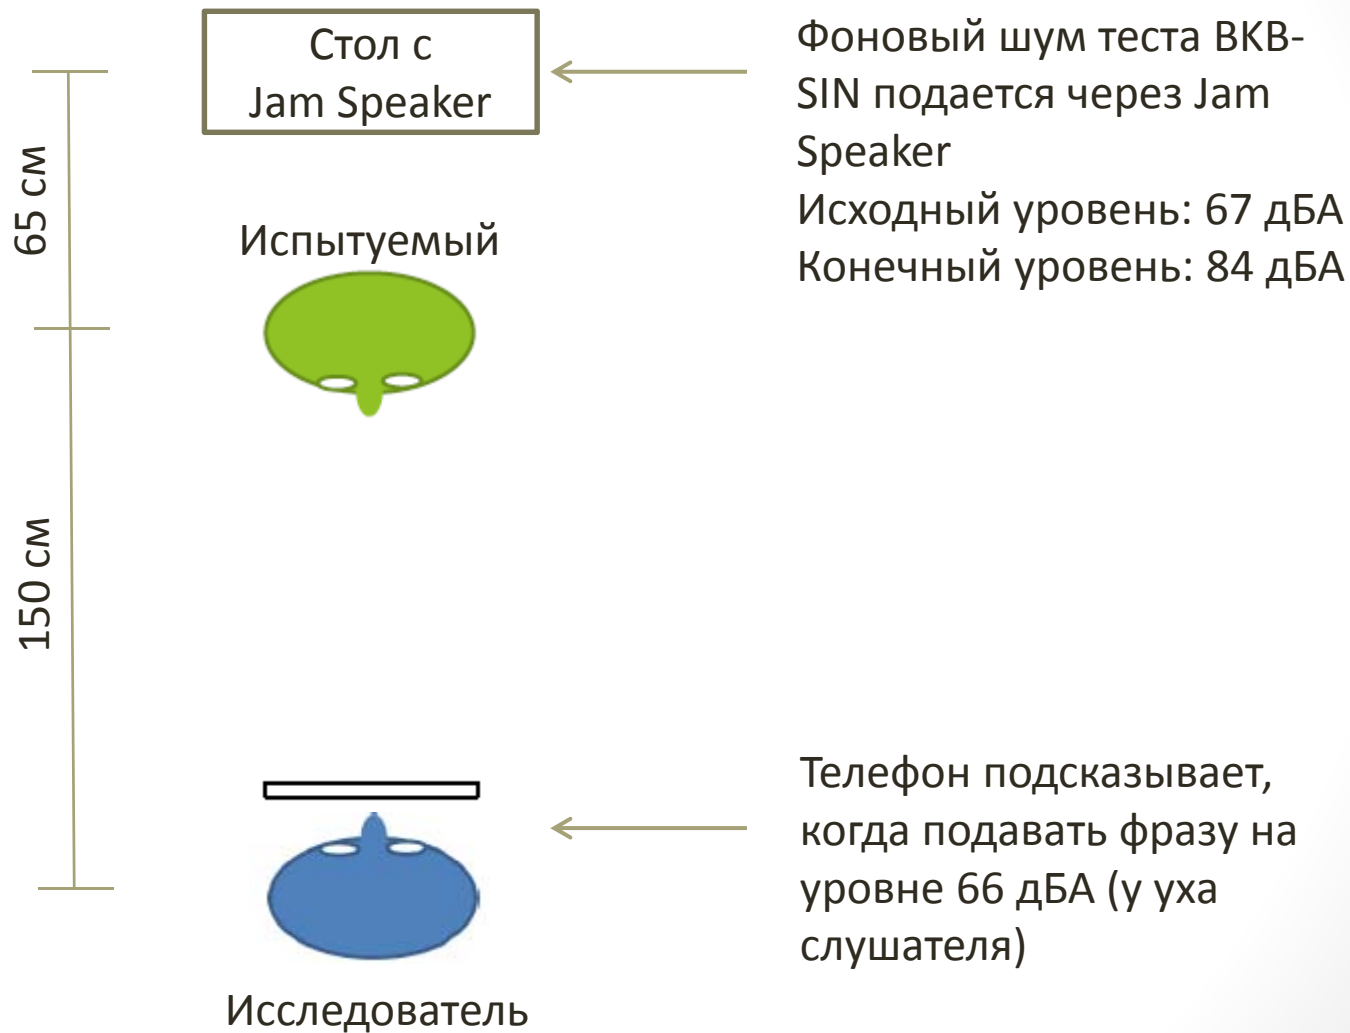 Стол с
Jam Speaker
Фоновый шум теста BKB-
SIN подается через Jam
Speaker
Исходный уровень: 67 дБА
Конечный уровень: 84 дБА
65 см
Испытуемый
150 см
Телефон подсказывает,
когда подавать фразу на
уровне 66 дБА (у уха
слушателя)
Исследователь